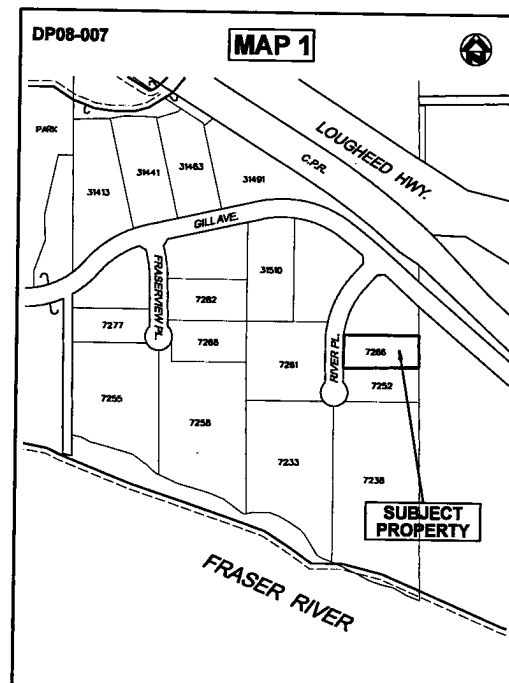 DP08-007
MAP 1
N
LOUGHEED HWY.
C.P.R.
PARK
31413
31441
31463
31491
GILL AVE.
FRASERVIEW PL.
31510
7282
7277
7268
7261
RIVER PL.
7266
7252
7255
7258
7233
7238
SUBJECT
PROPERTY
FRASER RIVER